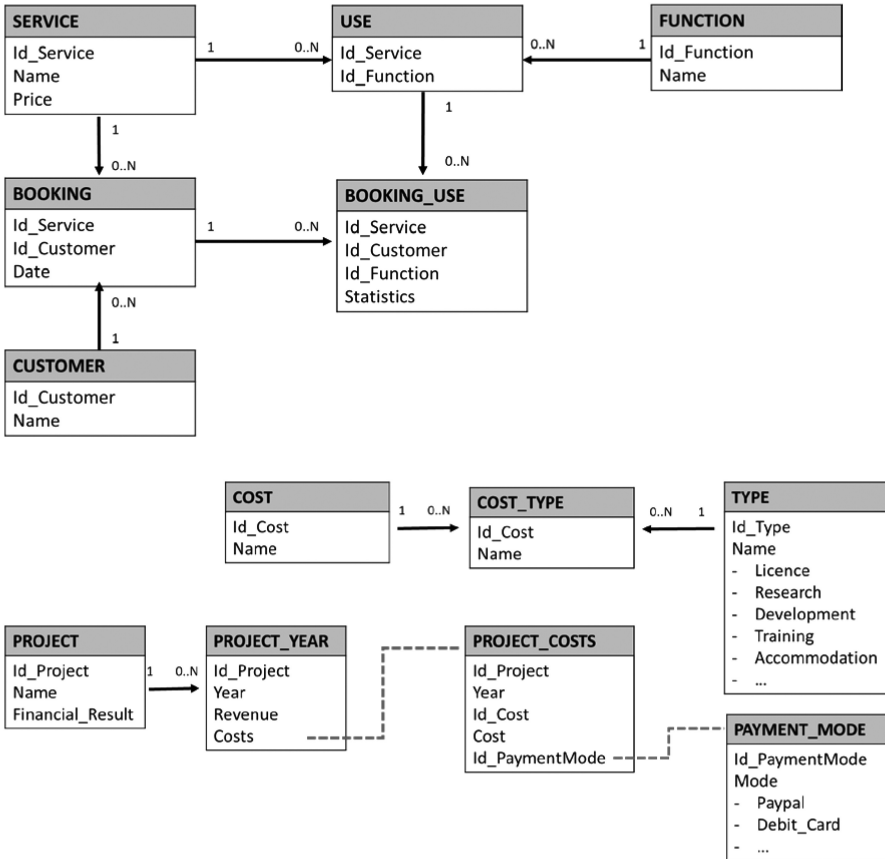 SERVICE
Id_Service
Name
Price
1
0..N
USE
Id_Service
Id_Function
0..N
1
FUNCTION
Id_Function
Name
1
0..N
1
0..N
BOOKING
Id_Service
Id_Customer
Date
1
0..N
BOOKING_USE
Id_Service
Id_Customer
Id_Function
Statistics
0..N
1
CUSTOMER
Id_Customer
Name
COST
Id_Cost
Name
1
0..N
COST_TYPE
Id_Cost
Name
0..N
1
TYPE
Id_Type
Name
- Licence
- Research
- Development
- Training
- Accommodation
- ...
PROJECT
Id_Project
Name
Financial_Result
1
0..N
PROJECT_YEAR
Id_Project
Year
Revenue
Costs
PROJECT_COSTS
Id_Project
Year
Id_Cost
Cost
Id_PaymentMode
PAYMENT_MODE
Id_PaymentMode
Mode
- Paypal
- Debit_Card
- ...